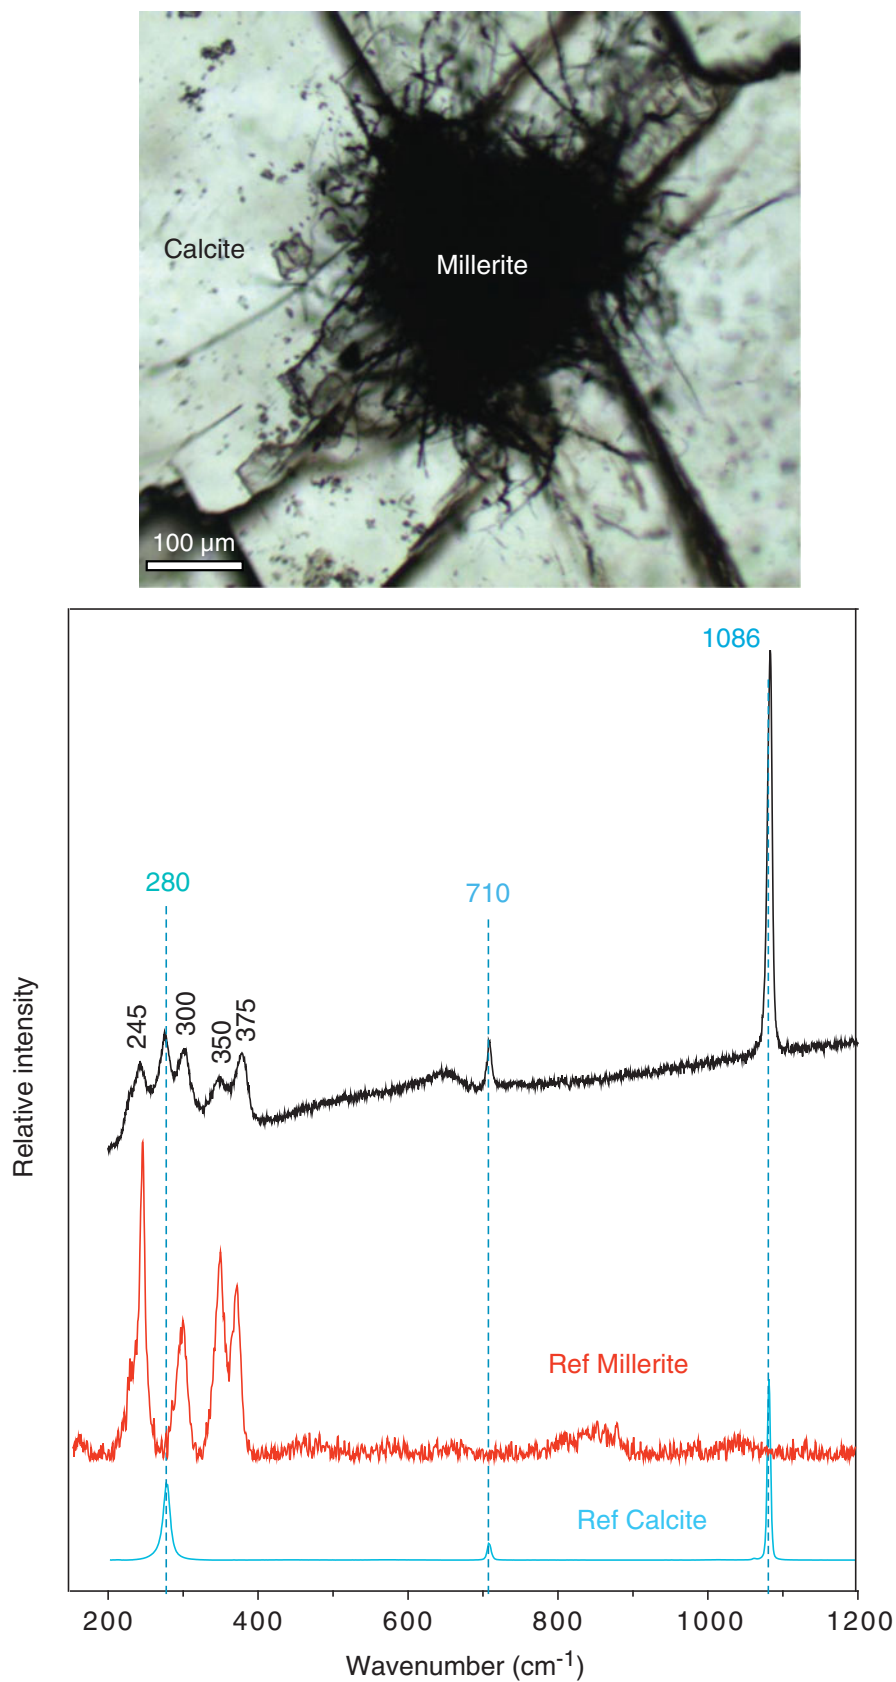 Calcite
Millerite
100 µm
1086
280
710
245
300
350
375
Relative intensity
Ref Millerite
Ref Calcite
200 400 600 800 1000 1200
Wavenumber (cm-1)